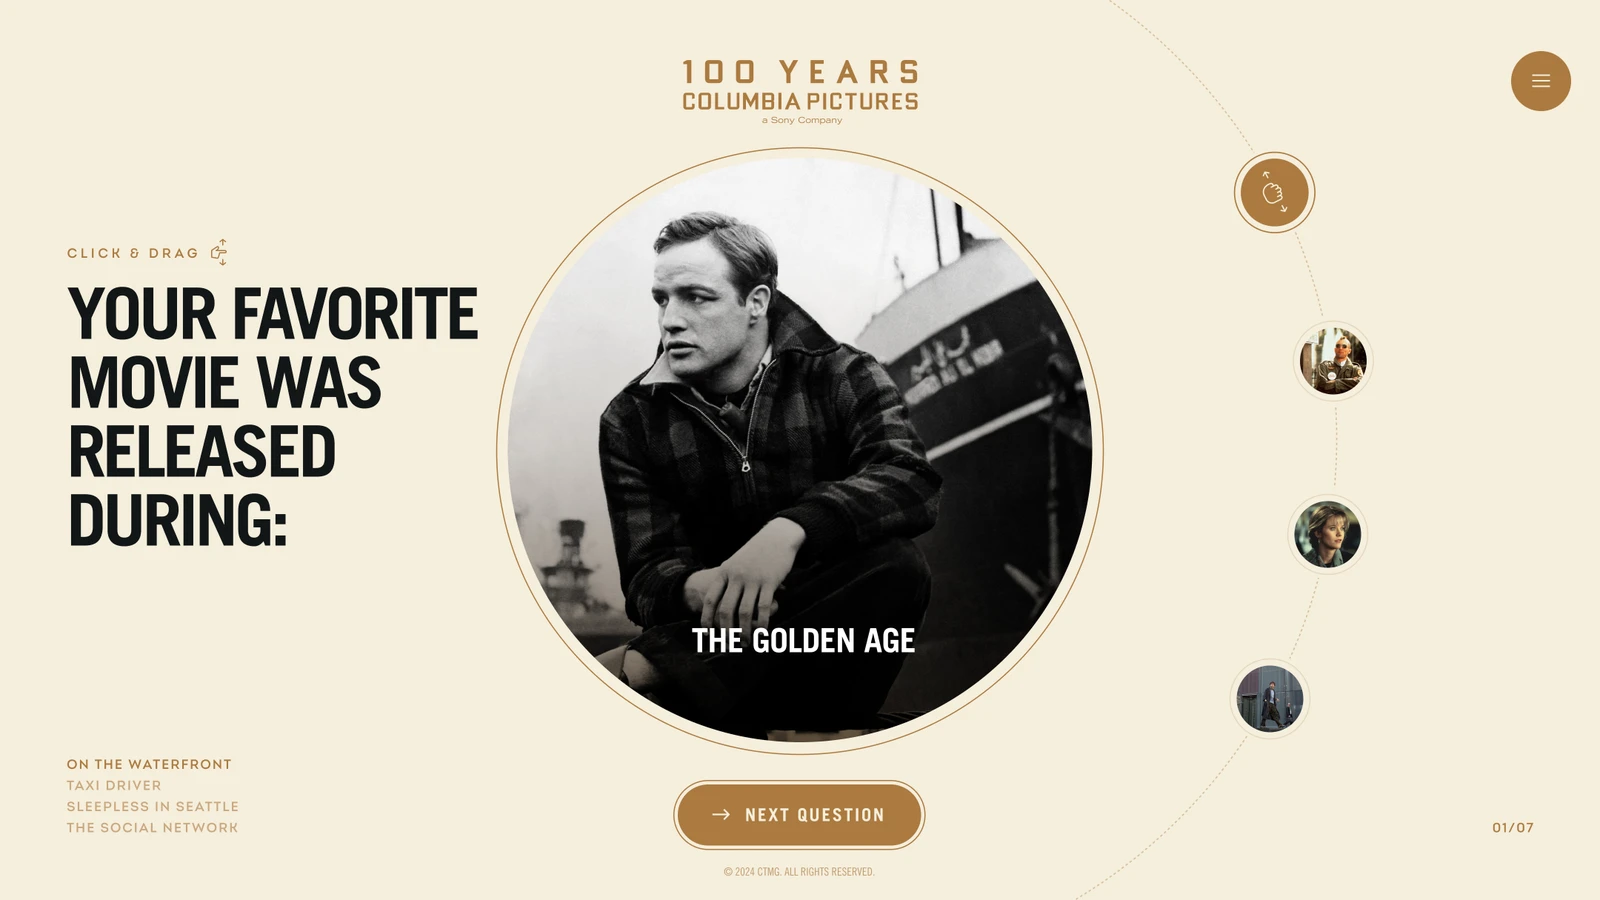 100 YEARS
COLUMBIA PICTURES
a Sony Company
CLICK & DRAG
YOUR FAVORITE
MOVIE WAS
RELEASED
DURING:
THE GOLDEN AGE
ON THE WATERFRONT
TAXI DRIVER
SLEEPLESS IN SEATTLE
THE SOCIAL NETWORK
→ NEXT QUESTION
01/07
© 2024 CTMG. ALL RIGHTS RESERVED.